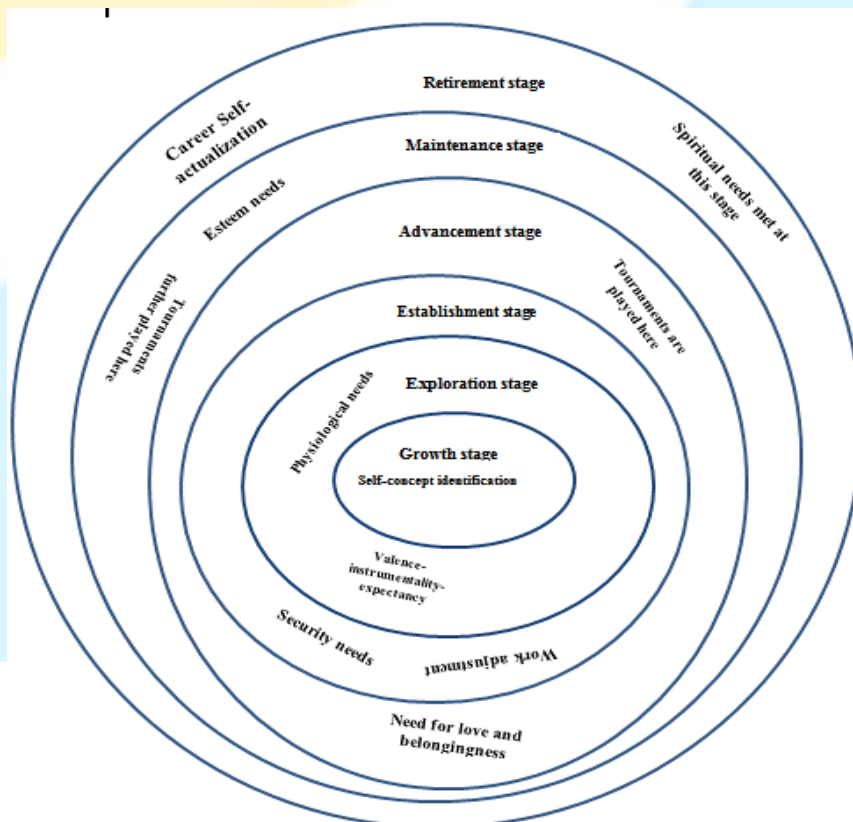 Retirement stage
Career Self-
actualization
Spiritual needs met at
this stage
Maintenance stage
Esteem needs
Tournaments
further played here
Advancement stage
Tournaments are
played here
Establishment stage
Exploration stage
Physiological needs
Growth stage
Self-concept identification
Valence-
instrumentality-
expectancy
Security needs
Work adjustment
Need for love and
belongingness